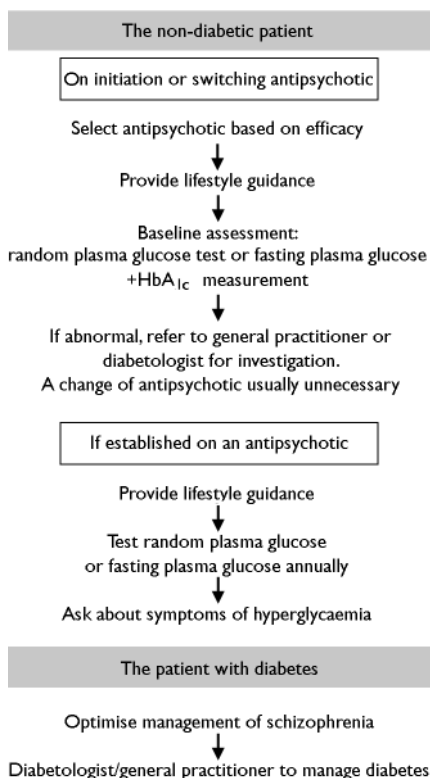 The non-diabetic patient
On initiation or switching antipsychotic
Select antipsychotic based on efficacy
Provide lifestyle guidance
Baseline assessment:
random plasma glucose test or fasting plasma glucose
+HbA1c measurement
If abnormal, refer to general practitioner or
diabetologist for investigation.
A change of antipsychotic usually unnecessary
If established on an antipsychotic
Provide lifestyle guidance
Test random plasma glucose
or fasting plasma glucose annually
Ask about symptoms of hyperglycaemia
The patient with diabetes
Optimise management of schizophrenia
Diabetologist/general practitioner to manage diabetes